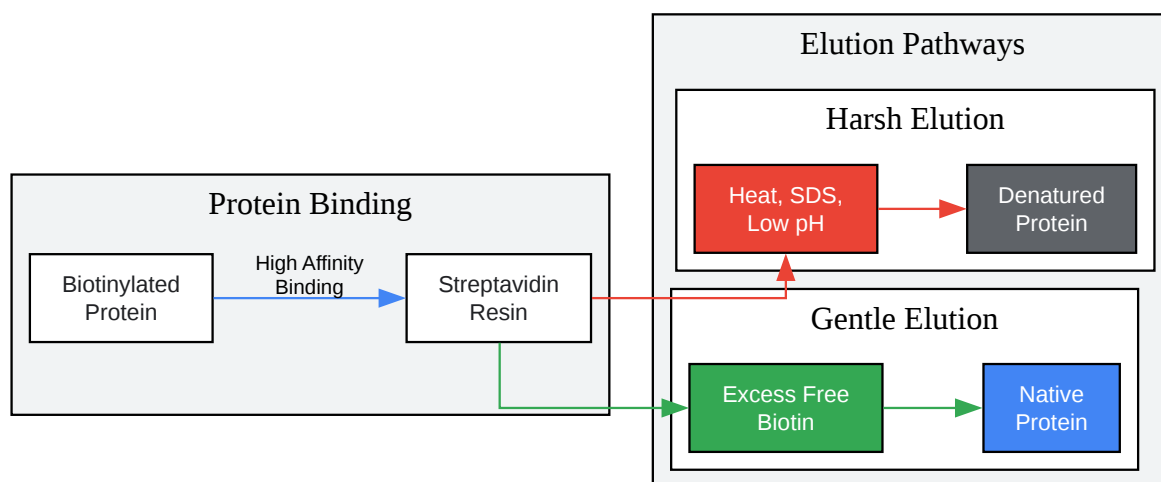 Elution Pathways
Harsh Elution
Heat, SDS,
Low pH
Denatured
Protein
Protein Binding
Biotinylated
Protein
High Affinity
Binding
Streptavidin
Resin
Gentle Elution
Excess Free
Biotin
Native
Protein